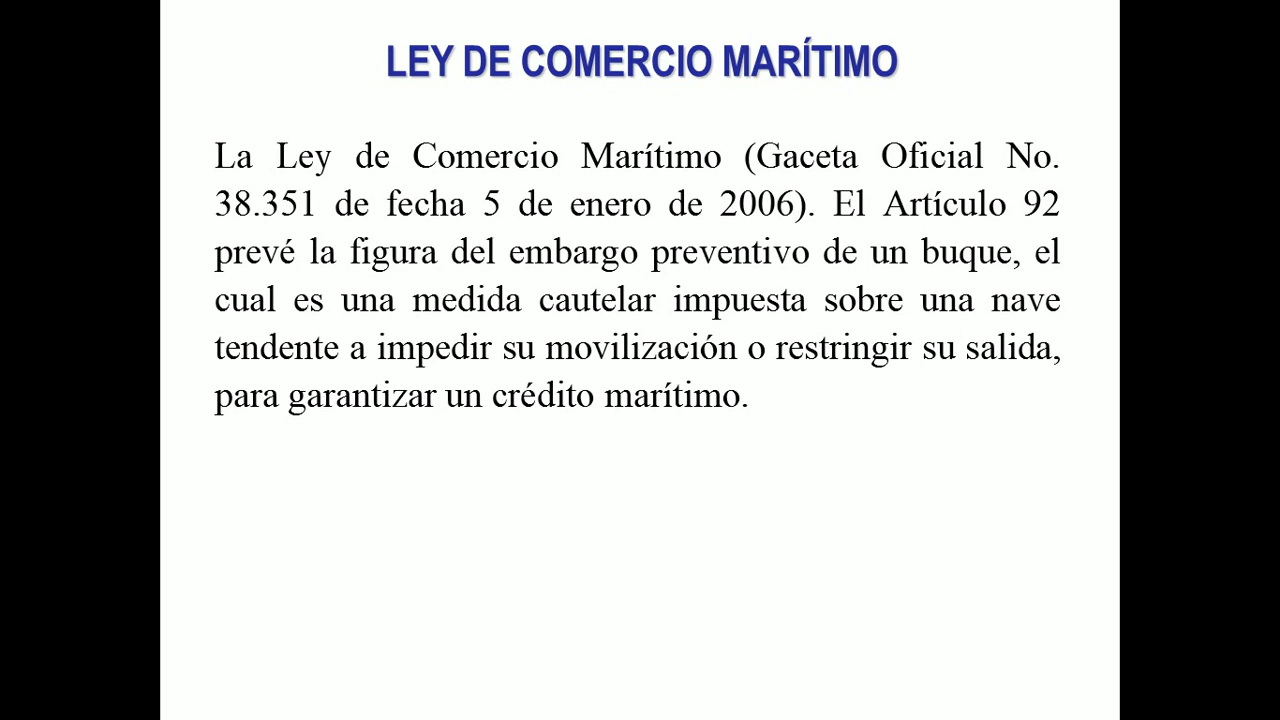 LEY DE COMERCIO MARÍTIMO
La Ley de Comercio Marítimo (Gaceta Oficial No.
38.351 de fecha 5 de enero de 2006). El Artículo 92
prevé la figura del embargo preventivo de un buque, el
cual es una medida cautelar impuesta sobre una nave
tendente a impedir su movilización o restringir su salida,
para garantizar un crédito marítimo.